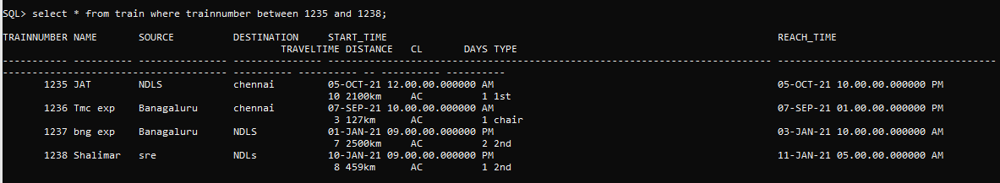 SQL> select * from train where trainnumber between 1235 and 1238;
TRAINNUMBER NAME SOURCE DESTINATION START_TIME REACH_TIME
TRAVELTIME DISTANCE CL DAYS TYPE
----------- ---------- --------------- --------------- --------------------------------------------------------------------------- ---------------------------------------------------------------------------
---------- ---------- -- ---------- ----------
1235 JAT NDLS chennai 05-OCT-21 12.00.00.000000 AM 05-OCT-21 10.00.00.000000 PM
10 2100km AC 1 1st
1236 Tmc exp Banagaluru chennai 07-SEP-21 10.00.00.000000 AM 07-SEP-21 01.00.00.000000 PM
3 127km AC 1 chair
1237 bng exp Banagaluru NDLS 01-JAN-21 09.00.00.000000 PM 03-JAN-21 10.00.00.000000 AM
7 2500km AC 2 2nd
1238 Shalimar sre NDLs 10-JAN-21 09.00.00.000000 PM 11-JAN-21 05.00.00.000000 AM
8 459km AC 1 2nd